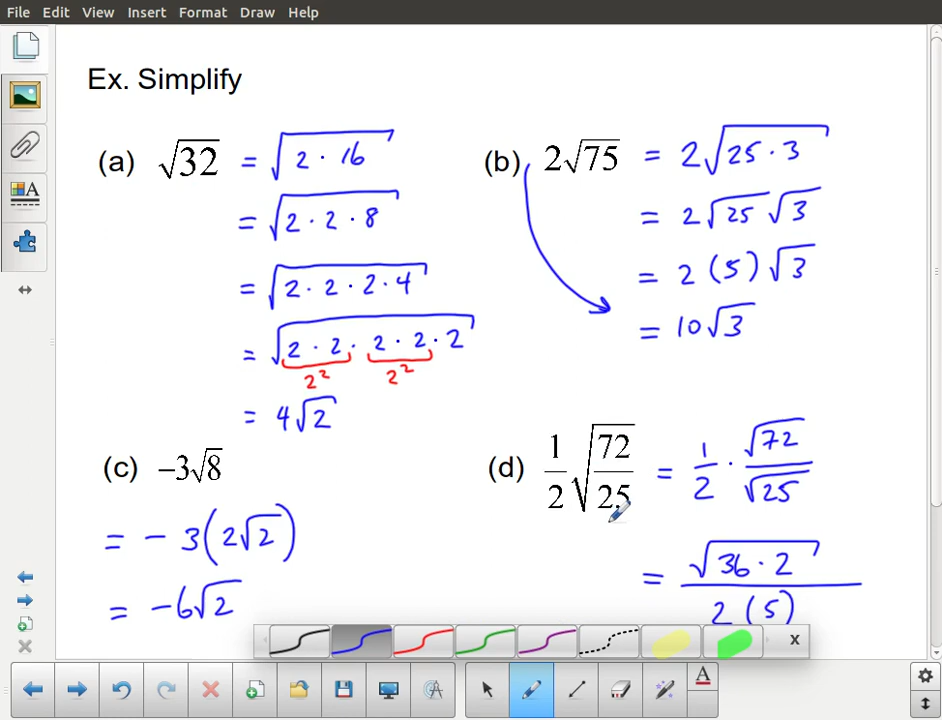 File Edit View Insert Format Draw Help
Ex. Simplify
(a) √32 = √(2 · 16)
= √(2 · 2 · 8)
= √(2 · 2 · 2 · 4)
= √(2 · 2 · 2 · 2 · 2)
2² 2²
= 4√2
(b) 2√75 = 2√(25 · 3)
= 2√25 √3
= 2 (5) √3
= 10√3
(c) −3√8
= − 3(2√2)
= −6√2
(d) 1/2 √(72/25) = 1/2 · √72/√25
= √(36 · 2) / 2 (5)
x
A
A
A